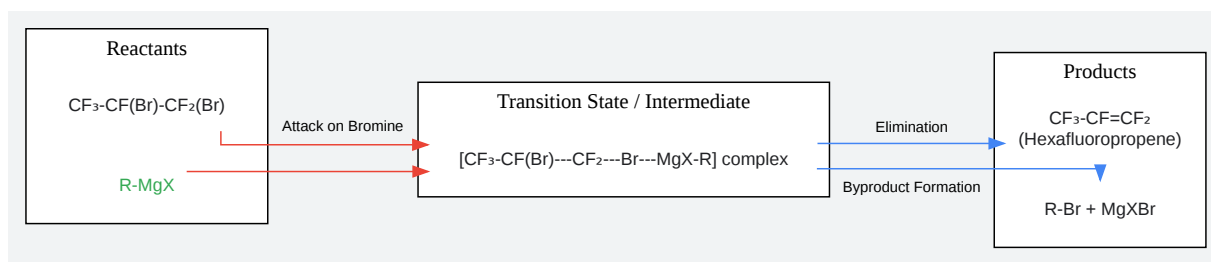 Reactants
CF₃-CF(Br)-CF₂(Br)
R-MgX
Attack on Bromine
Transition State / Intermediate
[CF₃-CF(Br)---CF₂---Br---MgX-R] complex
Elimination
Byproduct Formation
Products
CF₃-CF=CF₂
(Hexafluoropropene)
R-Br + MgXBr